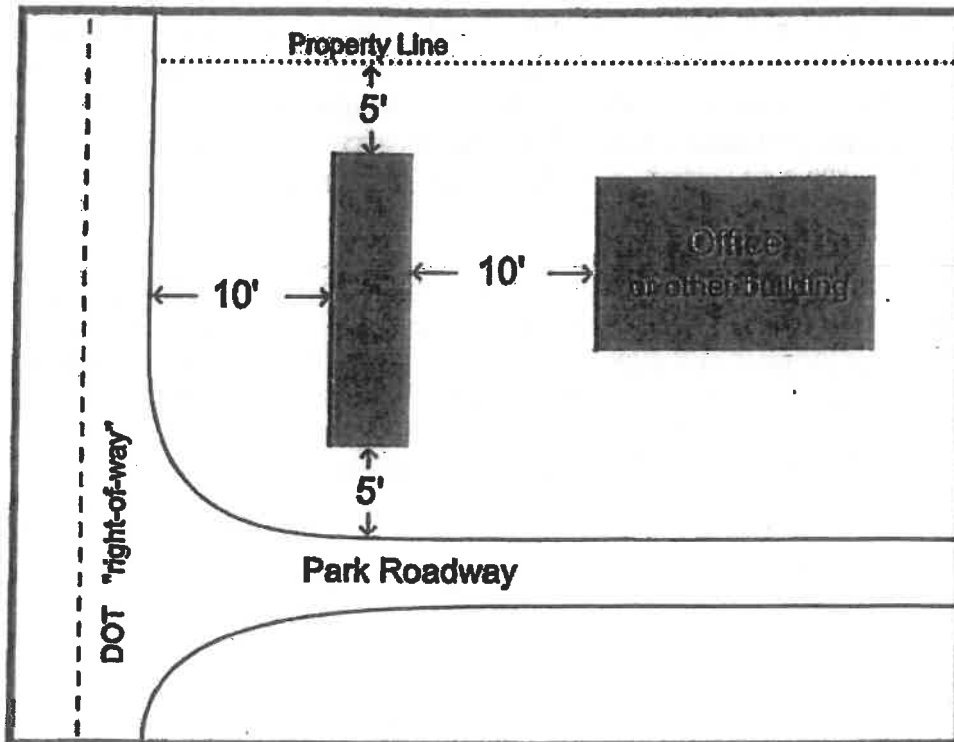 Property Line
5'
Office
or other building
10'
10'
5'
DOT "right-of-way"
Park Roadway